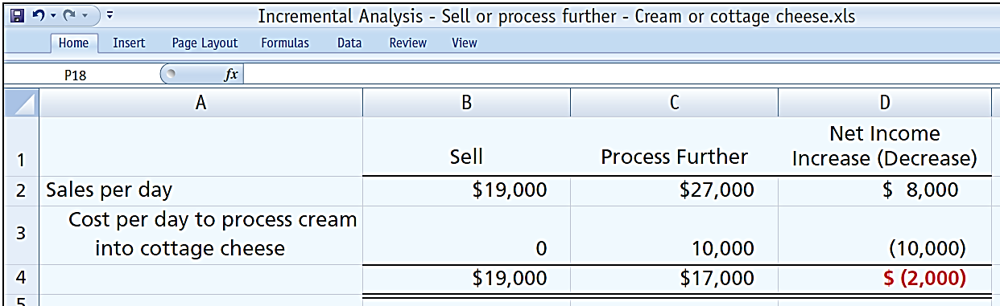 Incremental Analysis - Sell or process further - Cream or cottage cheese.xls
Home Insert Page Layout Formulas Data Review View
P18 fx
A B C D
Net Income
1 Sell Process Further Increase (Decrease)
2 Sales per day $19,000 $27,000 $ 8,000
Cost per day to process cream
3
into cottage cheese 0 10,000 (10,000)
4 $19,000 $17,000 $ (2,000)
5